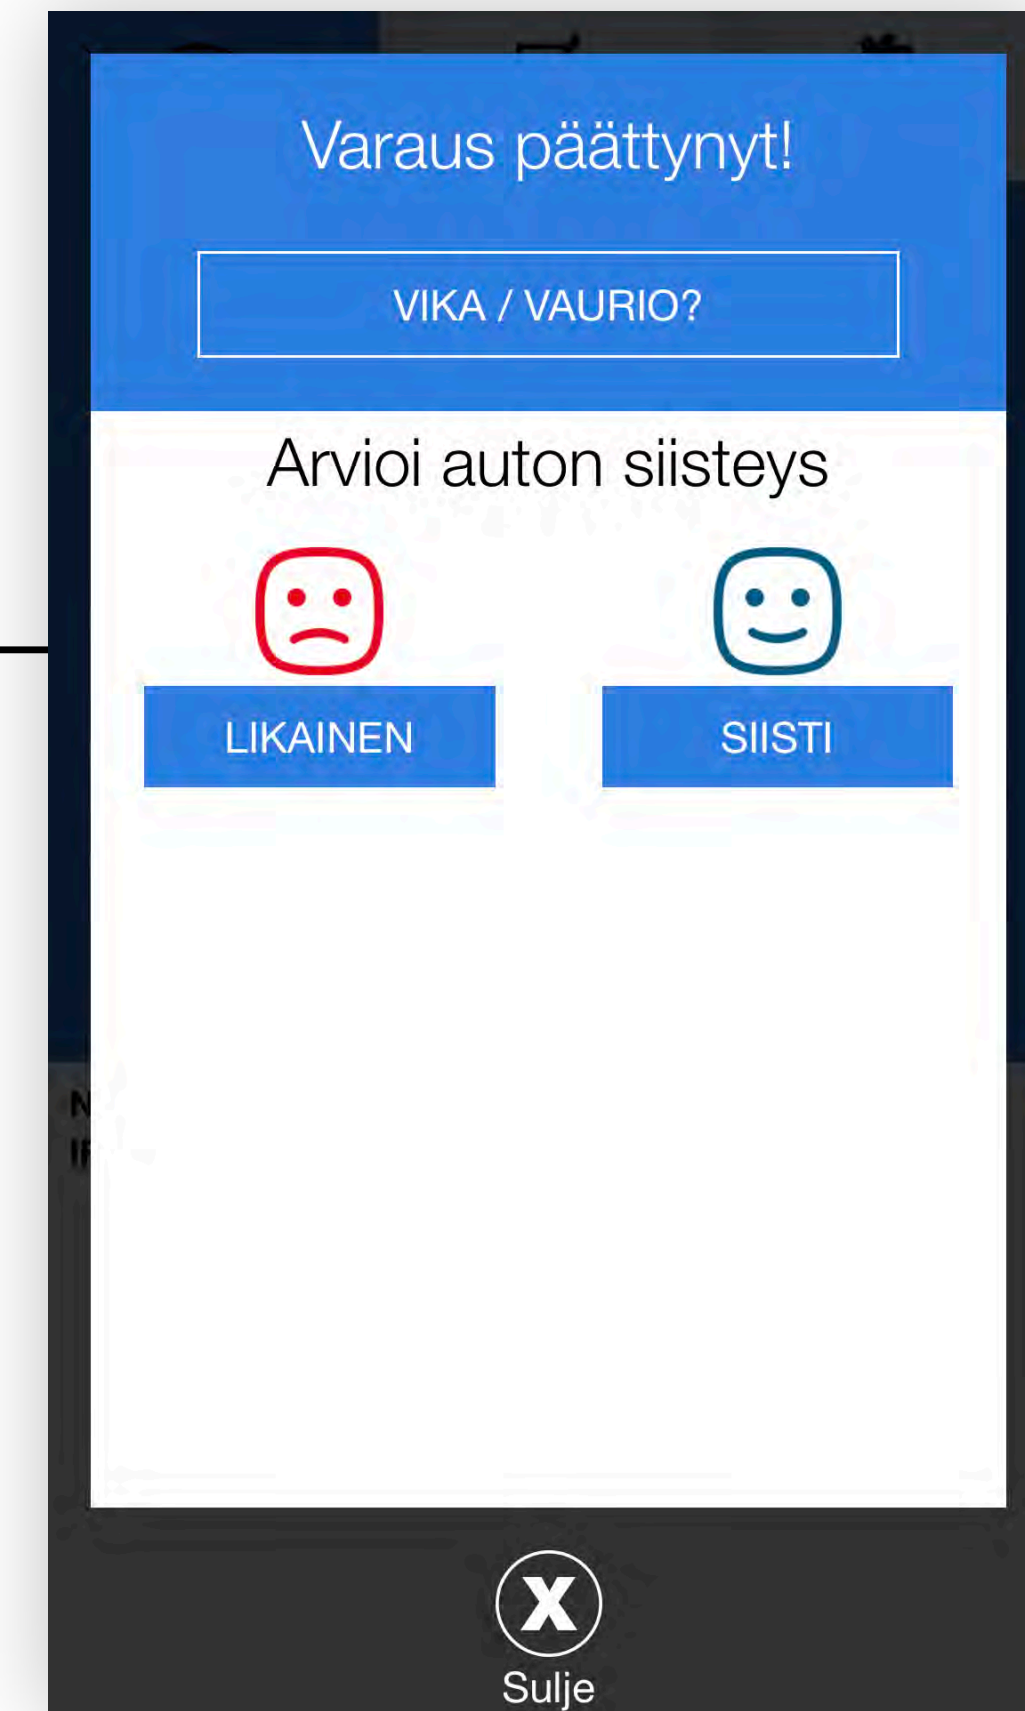 Varaus päättynyt!
VIKA / VAURIO?
Arvioi auton siisteys
LIKAINEN
SIISTI
X
Sulje